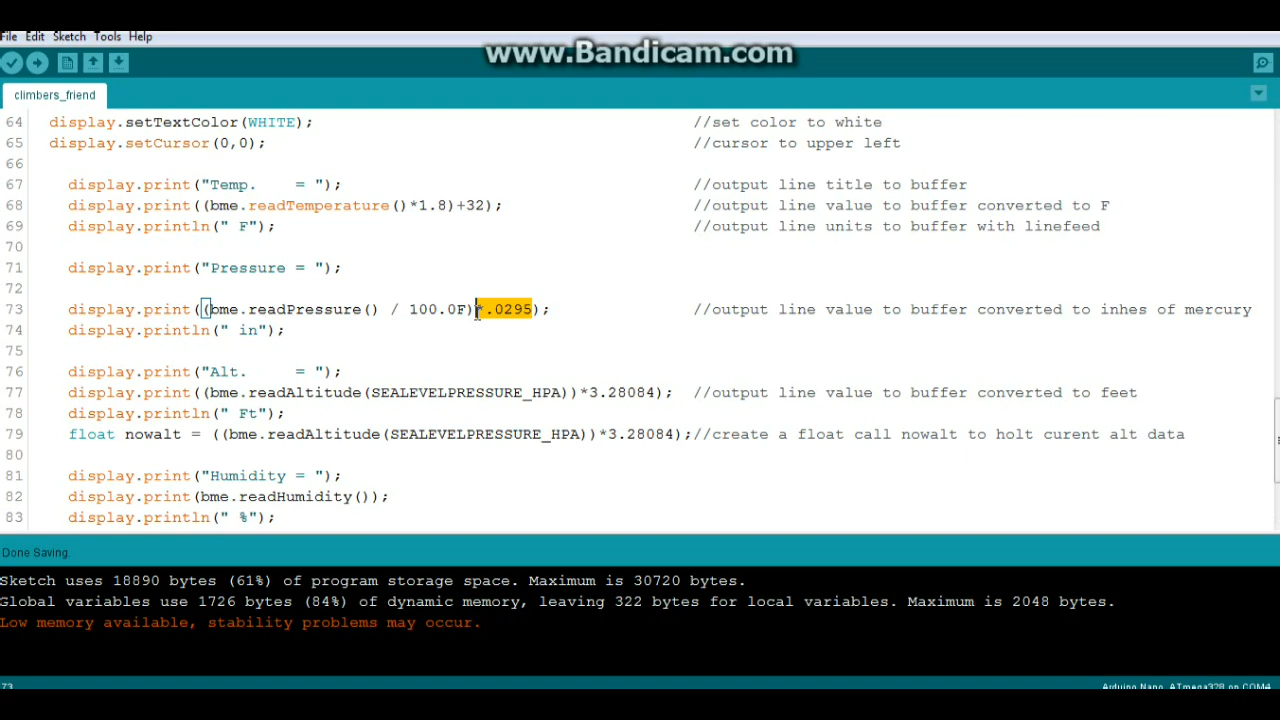 www.Bandicam.com
File Edit Sketch Tools Help
climbers_friend
64 display.setTextColor(WHITE); //set color to white
65 display.setCursor(0,0); //cursor to upper left
66
67 display.print("Temp.    = "); //output line title to buffer
68 display.print((bme.readTemperature()*1.8)+32); //output line value to buffer converted to F
69 display.println(" F"); //output line units to buffer with linefeed
70
71 display.print("Pressure = ");
72
73 display.print((bme.readPressure() / 100.0F)*.0295); //output line value to buffer converted to inhes of mercury
74 display.println(" in");
75
76 display.print("Alt.     = ");
77 display.print((bme.readAltitude(SEALEVELPRESSURE_HPA))*3.28084); //output line value to buffer converted to feet
78 display.println(" Ft");
79 float nowalt = ((bme.readAltitude(SEALEVELPRESSURE_HPA))*3.28084);//create a float call nowalt to holt curent alt data
80
81 display.print("Humidity = ");
82 display.print(bme.readHumidity());
83 display.println(" %");
Done Saving.
Sketch uses 18890 bytes (61%) of program storage space. Maximum is 30720 bytes.
Global variables use 1726 bytes (84%) of dynamic memory, leaving 322 bytes for local variables. Maximum is 2048 bytes.
Low memory available, stability problems may occur.
73 Arduino Nano, ATmega328 on COM4